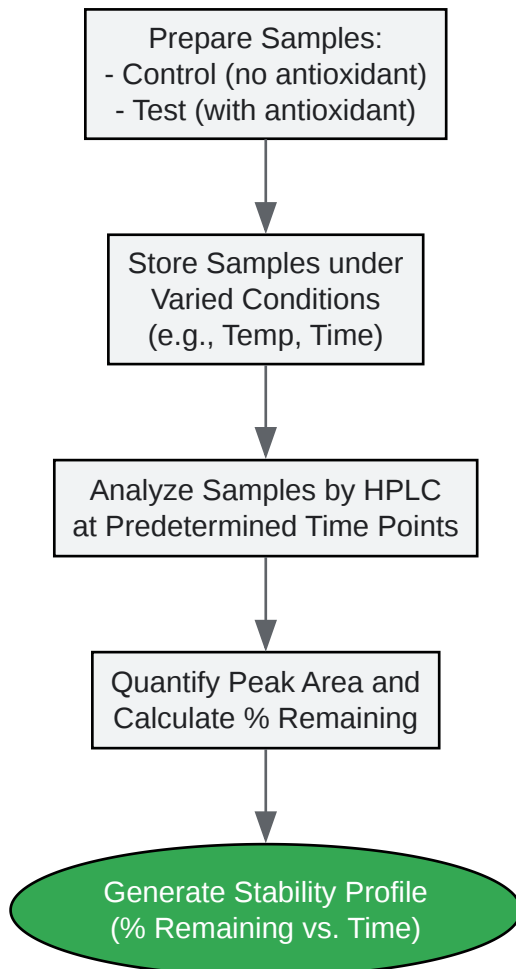 Prepare Samples:
- Control (no antioxidant)
- Test (with antioxidant)
Store Samples under
Varied Conditions
(e.g., Temp, Time)
Analyze Samples by HPLC
at Predetermined Time Points
Quantify Peak Area and
Calculate % Remaining
Generate Stability Profile
(% Remaining vs. Time)